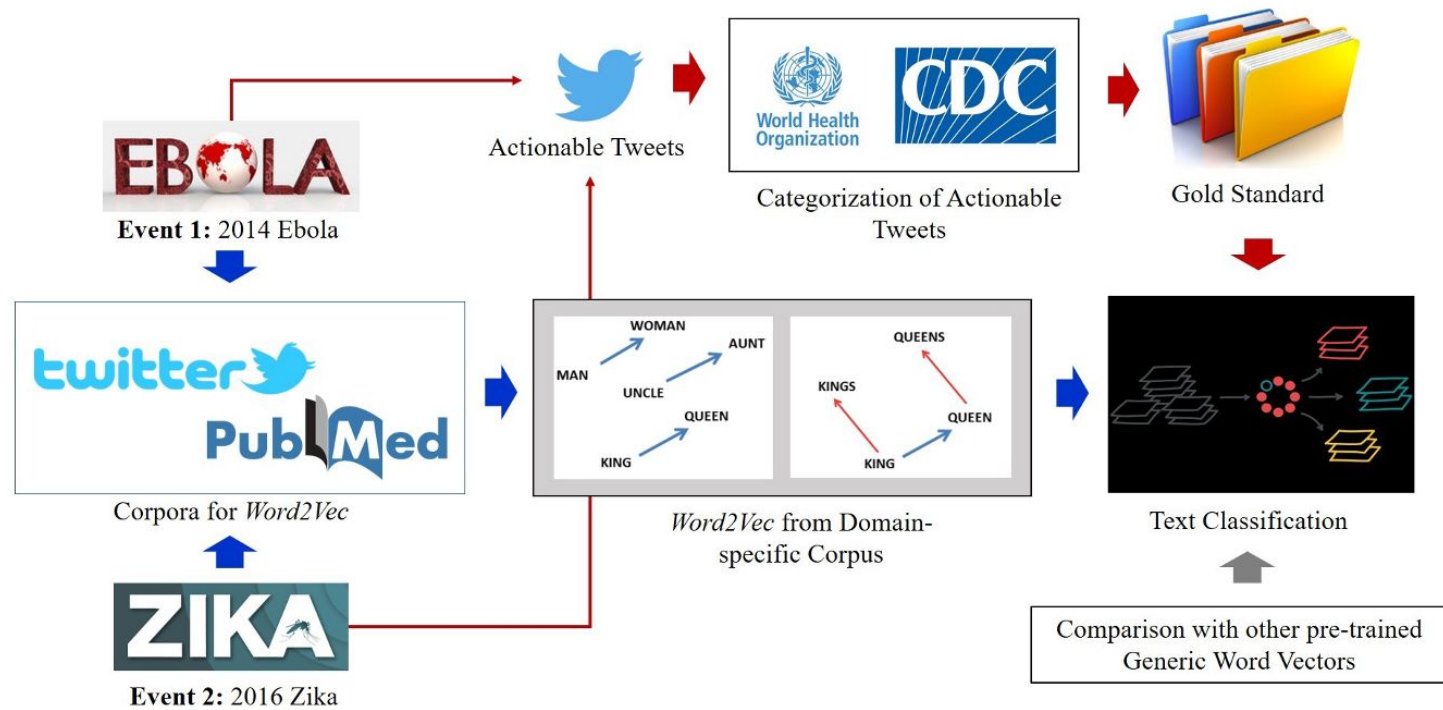 World Health
Organization
CDC
Actionable Tweets
Categorization of Actionable
Tweets
Gold Standard
EBOLA
Event 1: 2014 Ebola
twitter
PubMed
Corpora for Word2Vec
WOMAN
MAN
AUNT
UNCLE
QUEEN
KING
QUEENS
KINGS
QUEEN
KING
Word2Vec from Domain-
specific Corpus
Text Classification
ZIKA
Event 2: 2016 Zika
Comparison with other pre-trained
Generic Word Vectors